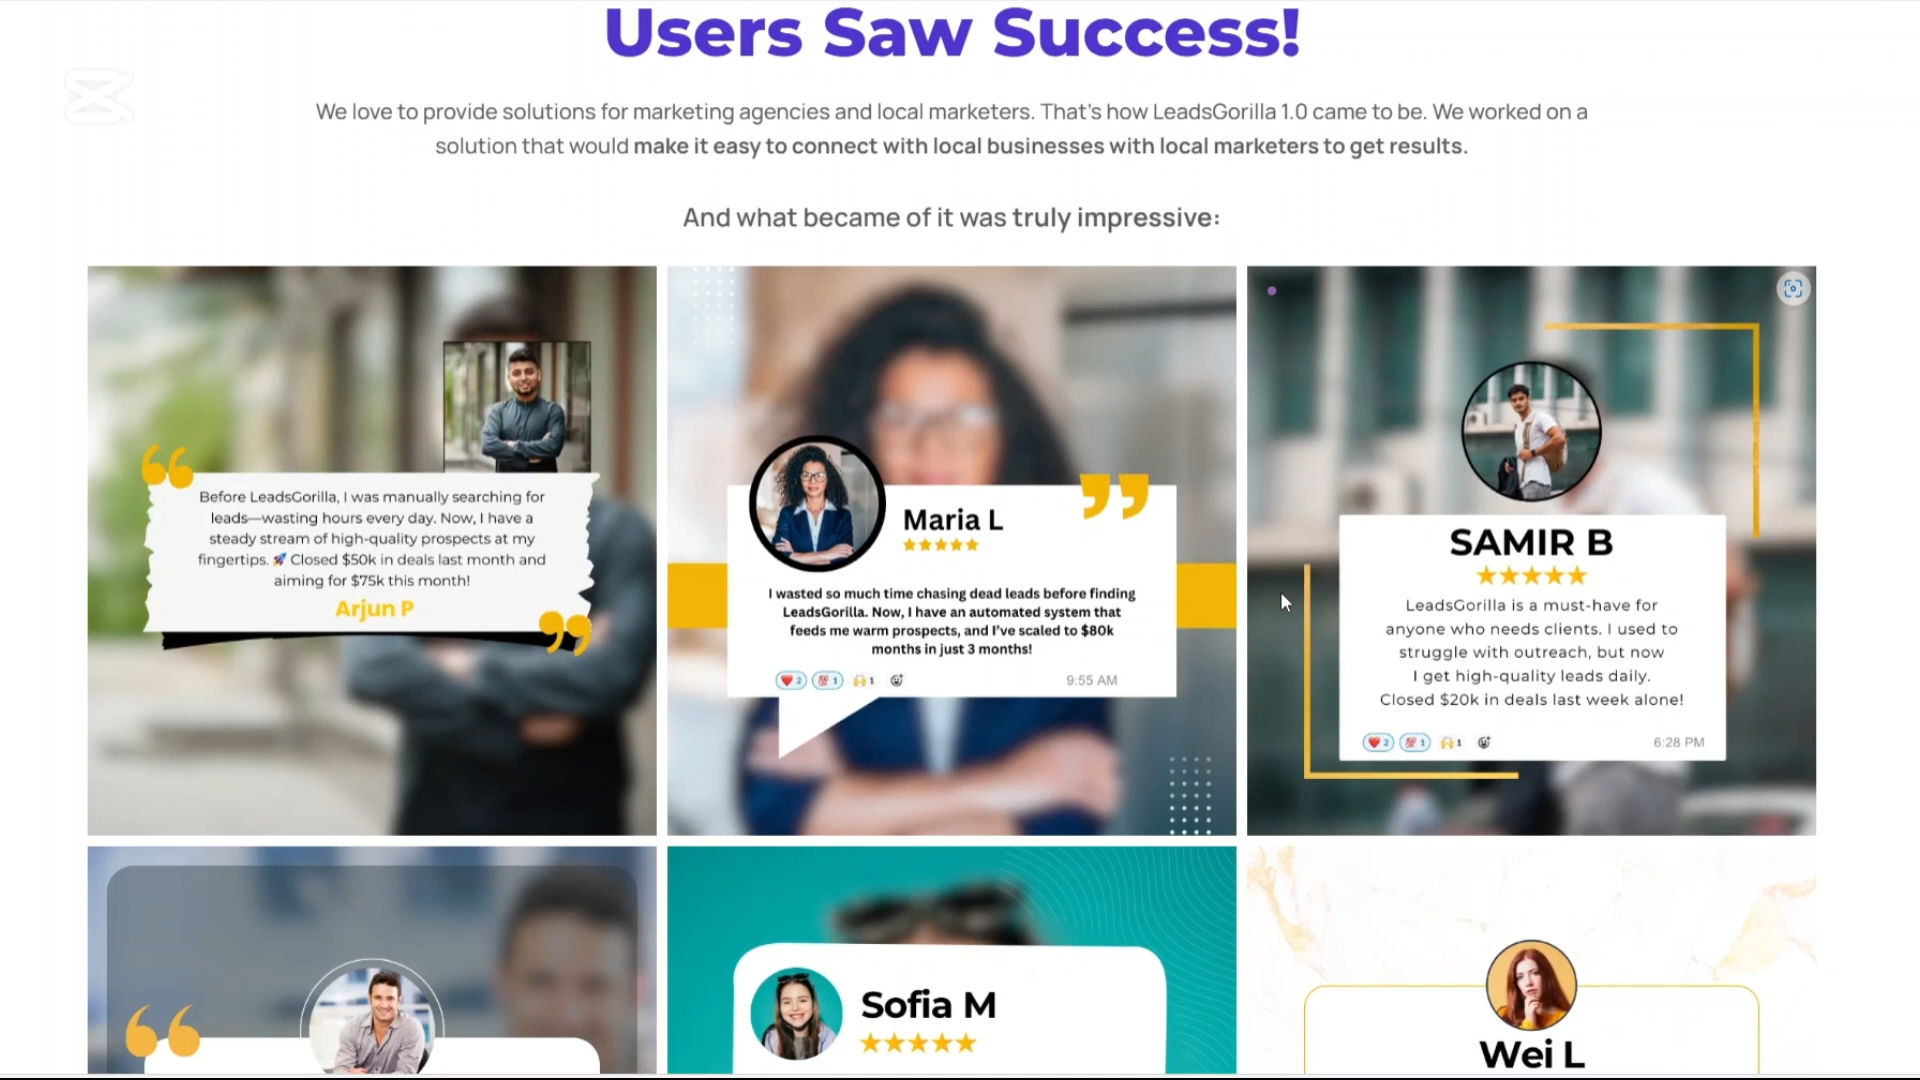 Users Saw Success!
We love to provide solutions for marketing agencies and local marketers. That's how LeadsGorilla 1.0 came to be. We worked on a
solution that would make it easy to connect with local businesses with local marketers to get results.
And what became of it was truly impressive:
Before LeadsGorilla, I was manually searching for
leads—wasting hours every day. Now, I have a
steady stream of high-quality prospects at my
fingertips. 🚀 Closed $50k in deals last month and
aiming for $75k this month!
Arjun P
Maria L
I wasted so much time chasing dead leads before finding
LeadsGorilla. Now, I have an automated system that
feeds me warm prospects, and I've scaled to $80k
months in just 3 months!
❤️ 2 💯 1 🙌 1 9:55 AM
SAMIR B
LeadsGorilla is a must-have for
anyone who needs clients. I used to
struggle with outreach, but now
I get high-quality leads daily.
Closed $20k in deals last week alone!
❤️ 2 💯 1 🙌 1 6:28 PM
Sofia M
Wei L